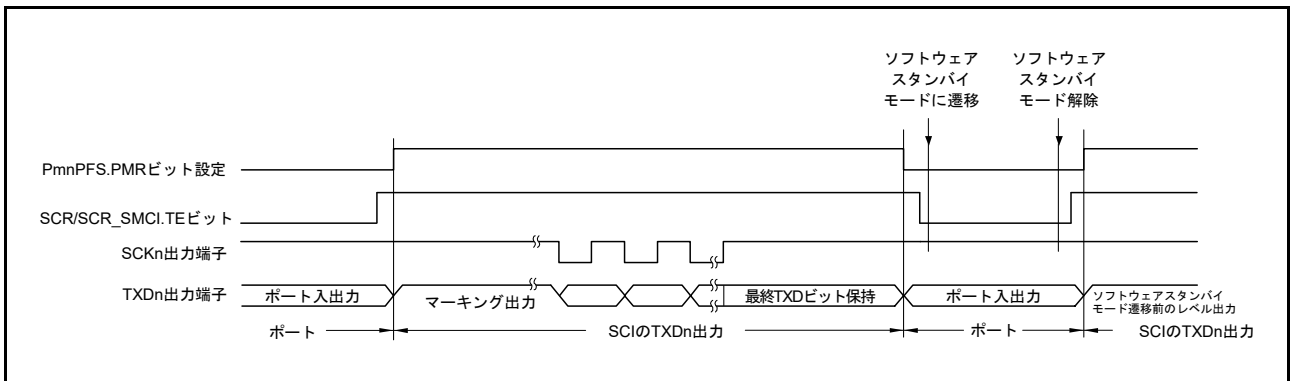 ソフトウェア
スタンバイ
モードに遷移
ソフトウェア
スタンバイ
モード解除
PmnPFS.PMRビット設定
SCR/SCR_SMCI.TEビット
SCKn出力端子
TXDn出力端子
ポート入出力
マーキング出力
最終TXDビット保持
ポート入出力
ソフトウェアスタンバイ
モード遷移前のレベル出力
ポート
SCIのTXDn出力
ポート
SCIのTXDn出力